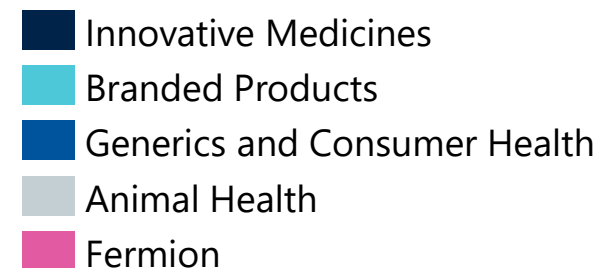 Innovative Medicines
Branded Products
Generics and Consumer Health
Animal Health
Fermion